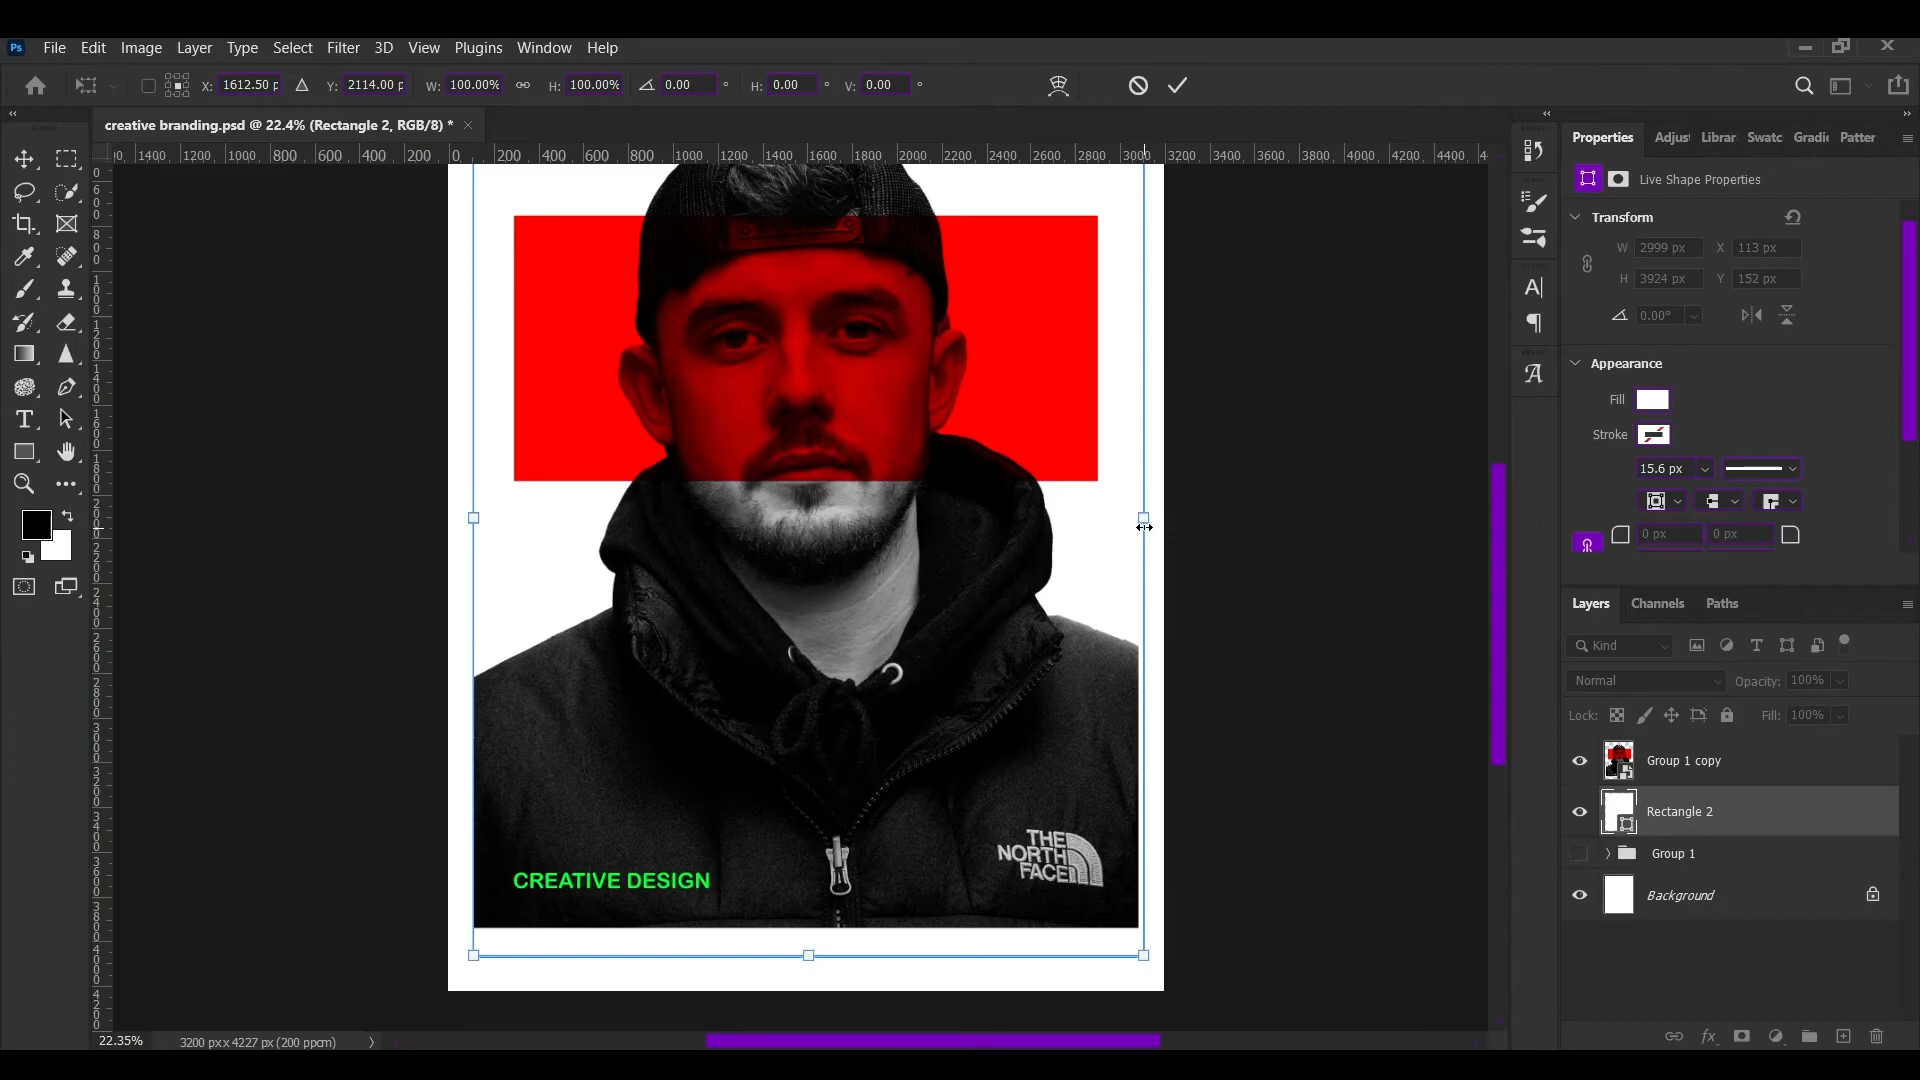 Ps File Edit Image Layer Type Select Filter 3D View Plugins Window Help
X: 1612.50 p Y: 2114.00 p W: 100.00% H: 100.00% 0.00 ° H: 0.00 ° V: 0.00 °
creative branding.psd @ 22.4% (Rectangle 2, RGB/8) * ×
1400 1200 1000 800 600 400 200 0 200 400 600 800 1000 1200 1400 1600 1800 2000 2200 2400 2600 2800 3000 3200 3400 3600 3800 4000 4200 4400
Properties Adjust Librar Swatc Gradi Patter
Live Shape Properties
Transform
W 2999 px X 113 px
H 3924 px Y 152 px
0.00°
Appearance
Fill
Stroke
15.6 px
0 px 0 px
THE
NORTH
FACE
CREATIVE DESIGN
Layers Channels Paths
Kind
Normal Opacity: 100%
Lock: Fill: 100%
Group 1 copy
Rectangle 2
Group 1
Background
22.35% 3200 px x 4227 px (200 ppcm)